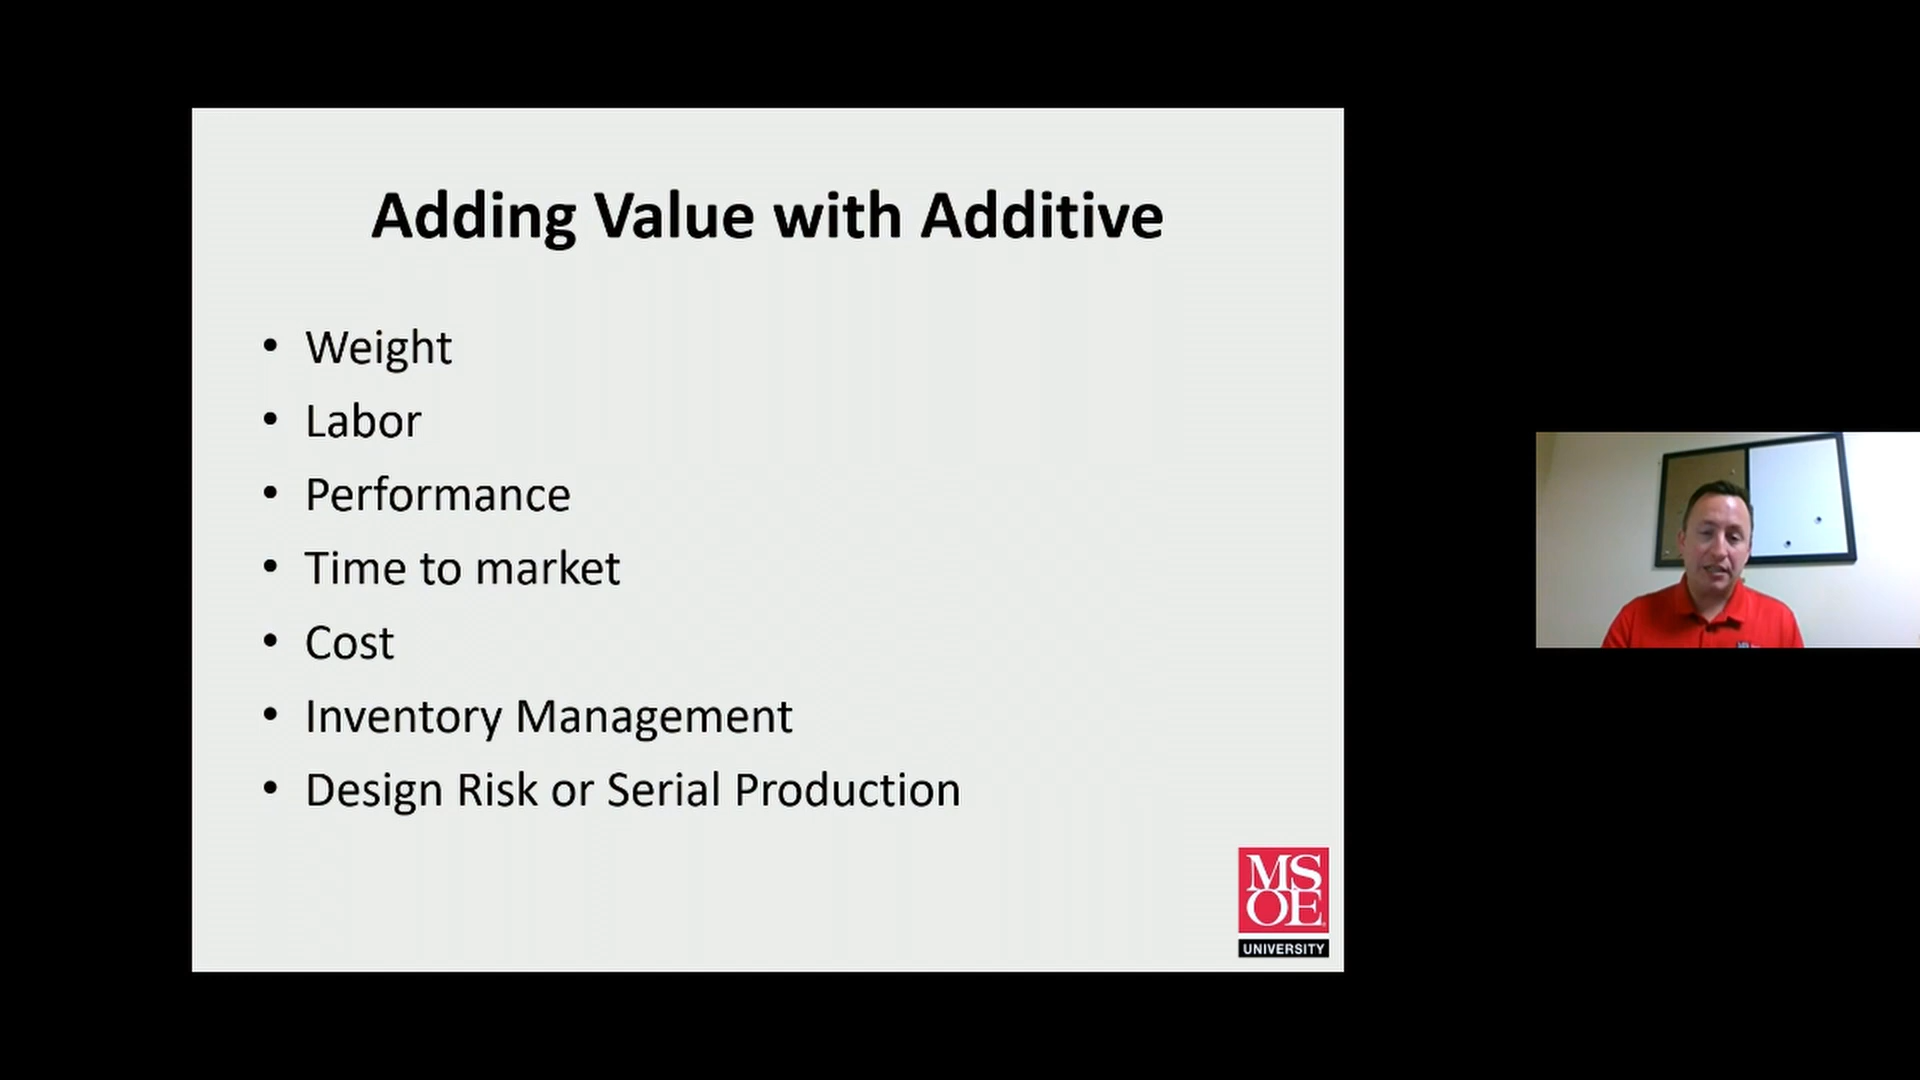 Adding Value with Additive
• Weight
• Labor
• Performance
• Time to market
• Cost
• Inventory Management
• Design Risk or Serial Production
MS
OE
UNIVERSITY